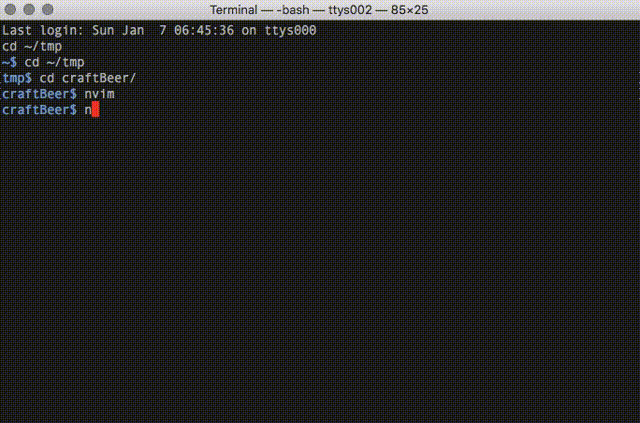 Terminal — -bash — ttys002 — 85×25
Last login: Sun Jan  7 06:45:36 on ttys000
cd ~/tmp
~$ cd ~/tmp
tmp$ cd craftBeer/
craftBeer$ nvim
craftBeer$ n